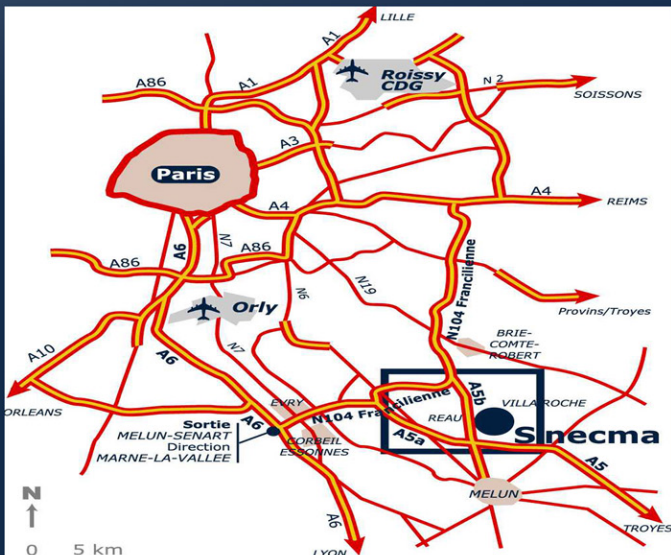 LILLE
A1
Roissy
CDG
A86
A1
N 2
SOISSONS
A3
Paris
A4
A4
REIMS
A6
N7
A86
A86
N6
N19
N104 Francilienne
Orly
Provins/Troyes
N7
A6
BRIE-
COMTE-
ROBERT
A10
ORLEANS
EVRY
N104 Francilienne
A5b
VILLAROCHE
A6
REAU
Sortie
MELUN-SENART
Direction
MARNE-LA-VALLEE
CORBEIL
ESSONNES
A5a
Snecma
A5
MELUN
N
A6
TROYES
0 5 km
LYON